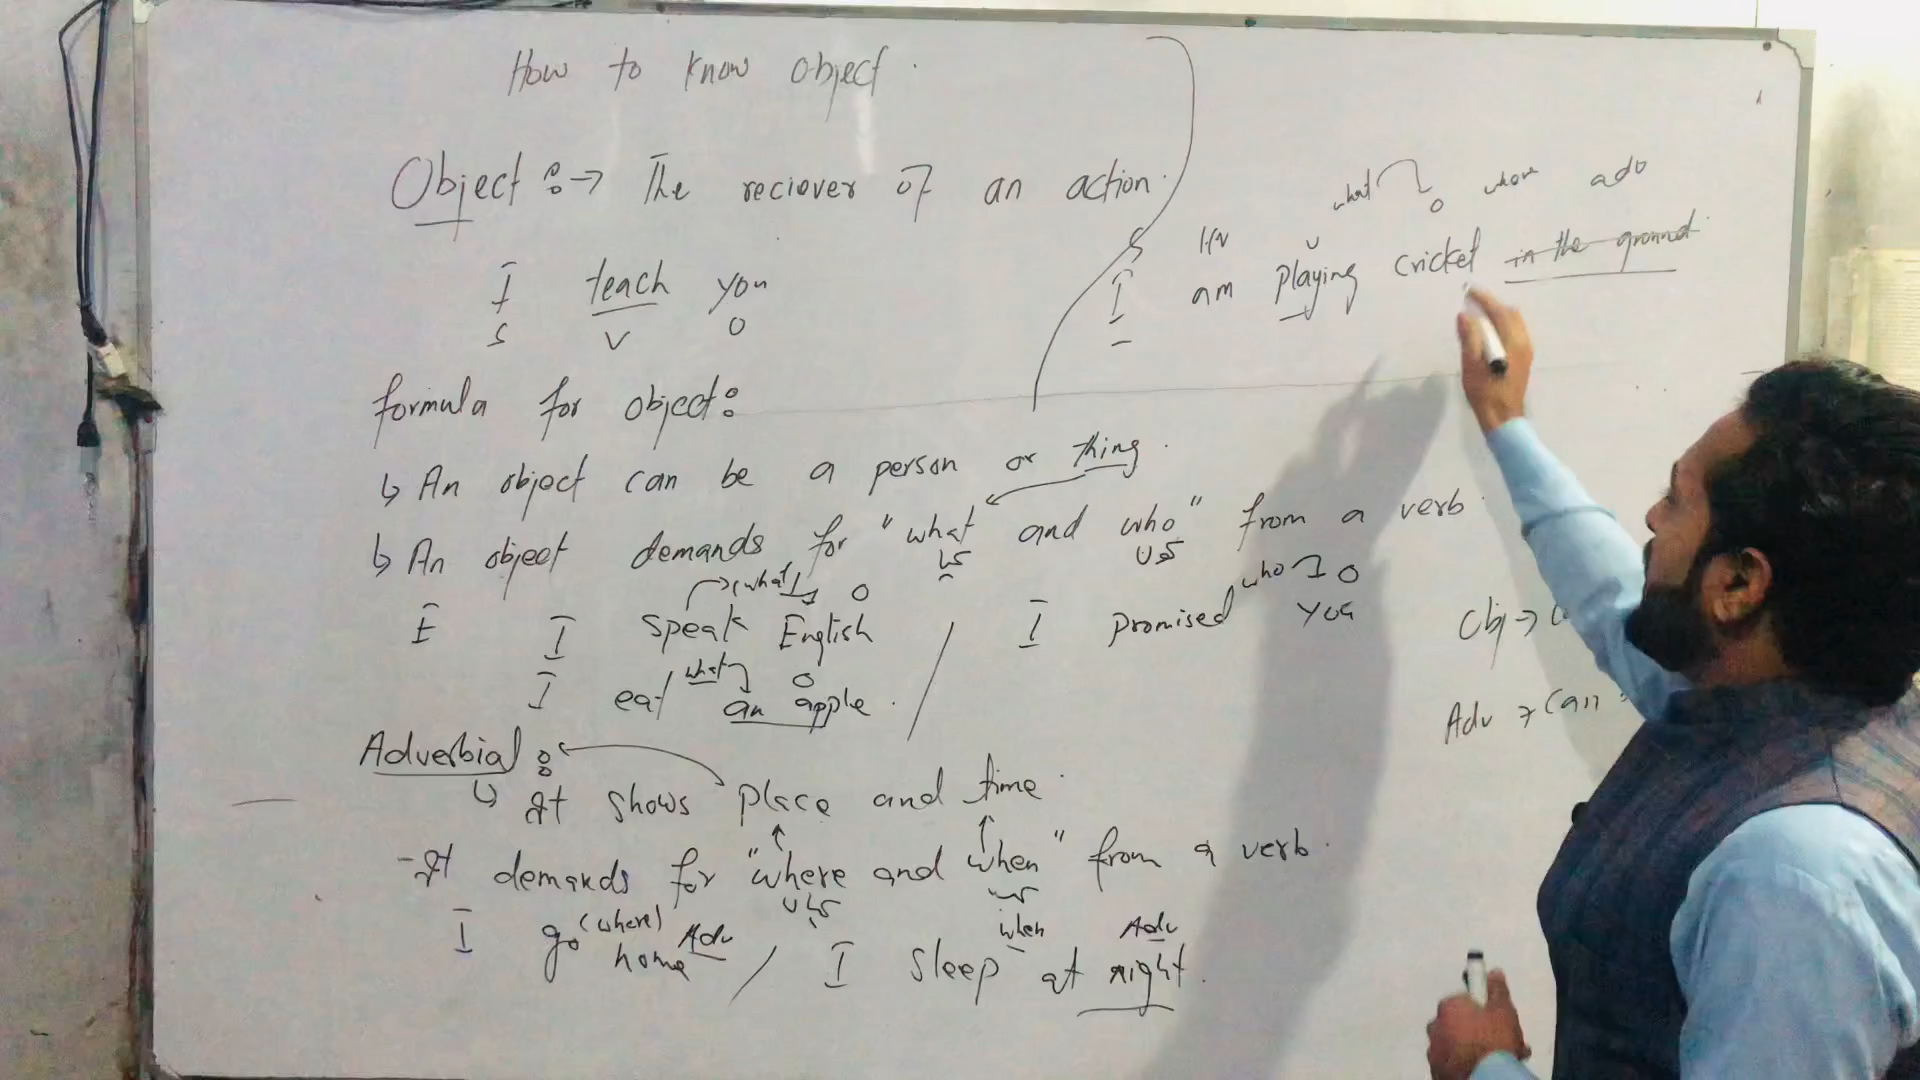 How to know object.
Object :→ The reciever of an action.
I teach you
S V O
formula for object:
↳ An object can be a person or thing.
↳ An object demands for "what and who" from a verb.
(what) O who O
E I speak English / I promised you
what O
I eat an apple.
Adverbial :
↳ It shows place and time.
- It demands for "where and when" from a verb.
(where) Adv when Adv
I go home / I sleep at night.
what O where adv
S HV V
I am playing cricket in the ground.
Obj →
Adv → Can